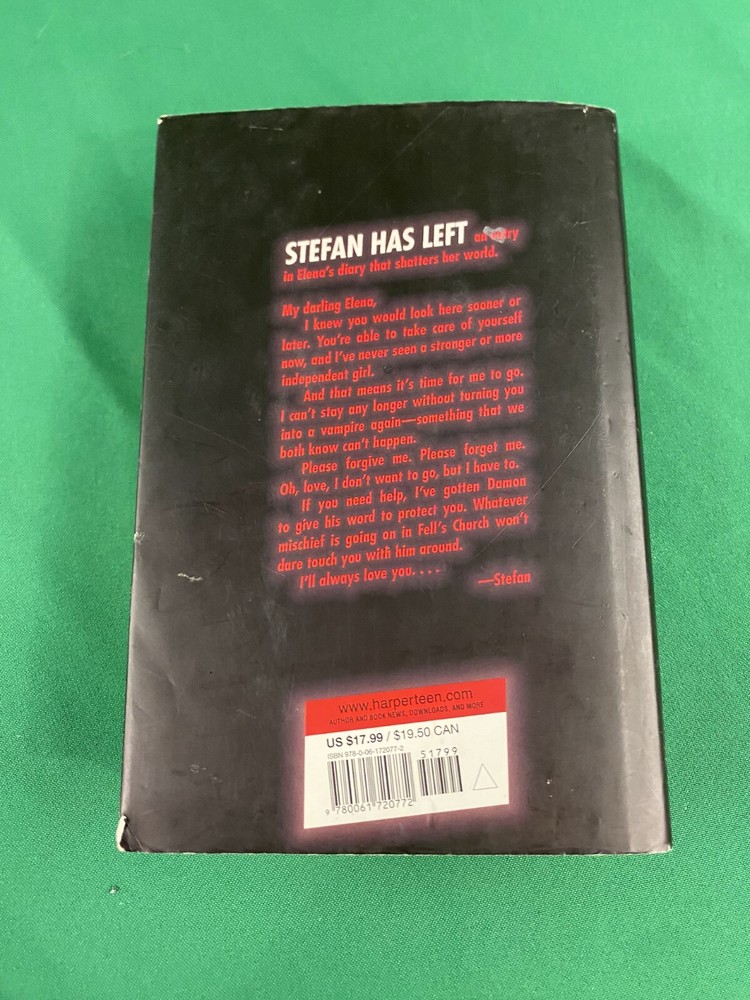 STEFAN HAS LEFT an entry
in Elena's diary that shatters her world.
My darling Elena,
I knew you would look here sooner or
later. You're able to take care of yourself
now, and I've never seen a stronger or more
independent girl.
And that means it's time for me to go.
I can't stay any longer without turning you
into a vampire again—something that we
both know can't happen.
Please forgive me. Please forget me.
Oh, love, I don't want to go, but I have to.
If you need help, I've gotten Damon
to give his word to protect you. Whatever
mischief is going on in Fell's Church won't
dare touch you with him around.
I'll always love you. . . .
—Stefan
www.harperteen.com
AUTHOR AND BOOK NEWS, DOWNLOADS, AND MORE
US $17.99 / $19.50 CAN
ISBN 978-0-06-172077-2
51799
9 780061 720772